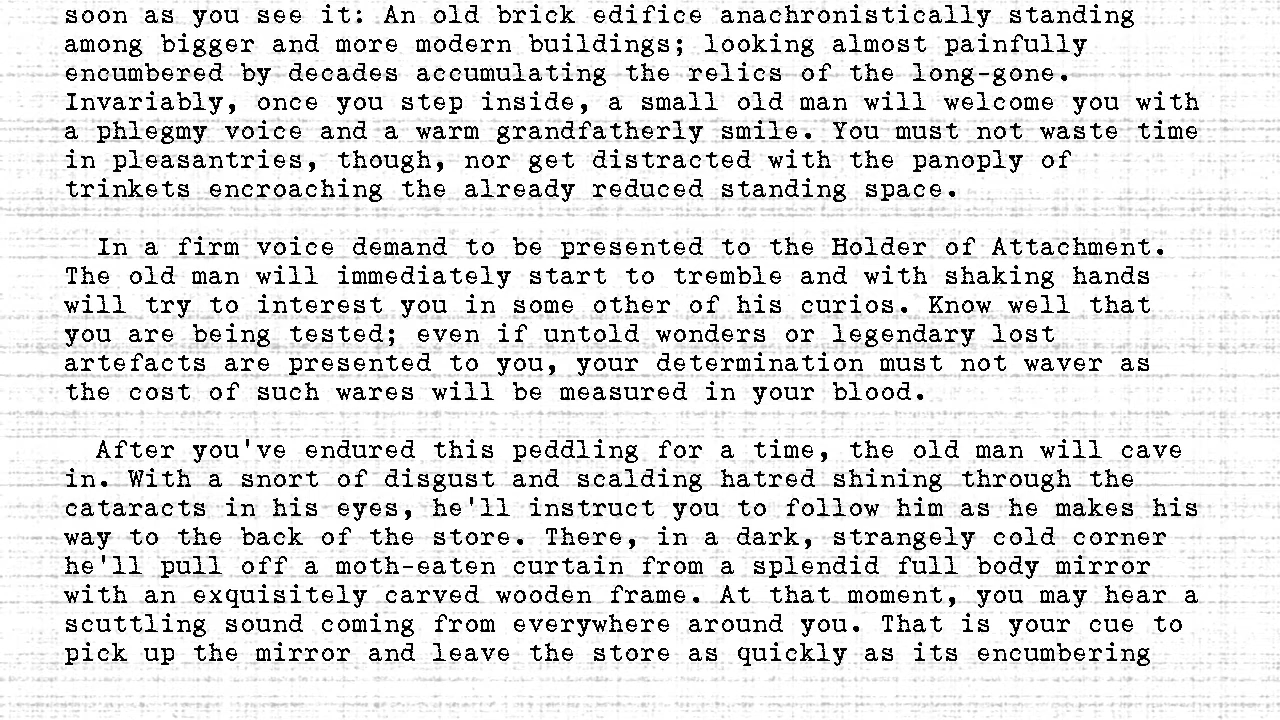 soon as you see it: An old brick edifice anachronistically standing
among bigger and more modern buildings; looking almost painfully
encumbered by decades accumulating the relics of the long-gone.
Invariably, once you step inside, a small old man will welcome you with
a phlegmy voice and a warm grandfatherly smile. You must not waste time
in pleasantries, though, nor get distracted with the panoply of
trinkets encroaching the already reduced standing space.

In a firm voice demand to be presented to the Holder of Attachment.
The old man will immediately start to tremble and with shaking hands
will try to interest you in some other of his curios. Know well that
you are being tested; even if untold wonders or legendary lost
artefacts are presented to you, your determination must not waver as
the cost of such wares will be measured in your blood.

After you've endured this peddling for a time, the old man will cave
in. With a snort of disgust and scalding hatred shining through the
cataracts in his eyes, he'll instruct you to follow him as he makes his
way to the back of the store. There, in a dark, strangely cold corner
he'll pull off a moth-eaten curtain from a splendid full body mirror
with an exquisitely carved wooden frame. At that moment, you may hear a
scuttling sound coming from everywhere around you. That is your cue to
pick up the mirror and leave the store as quickly as its encumbering